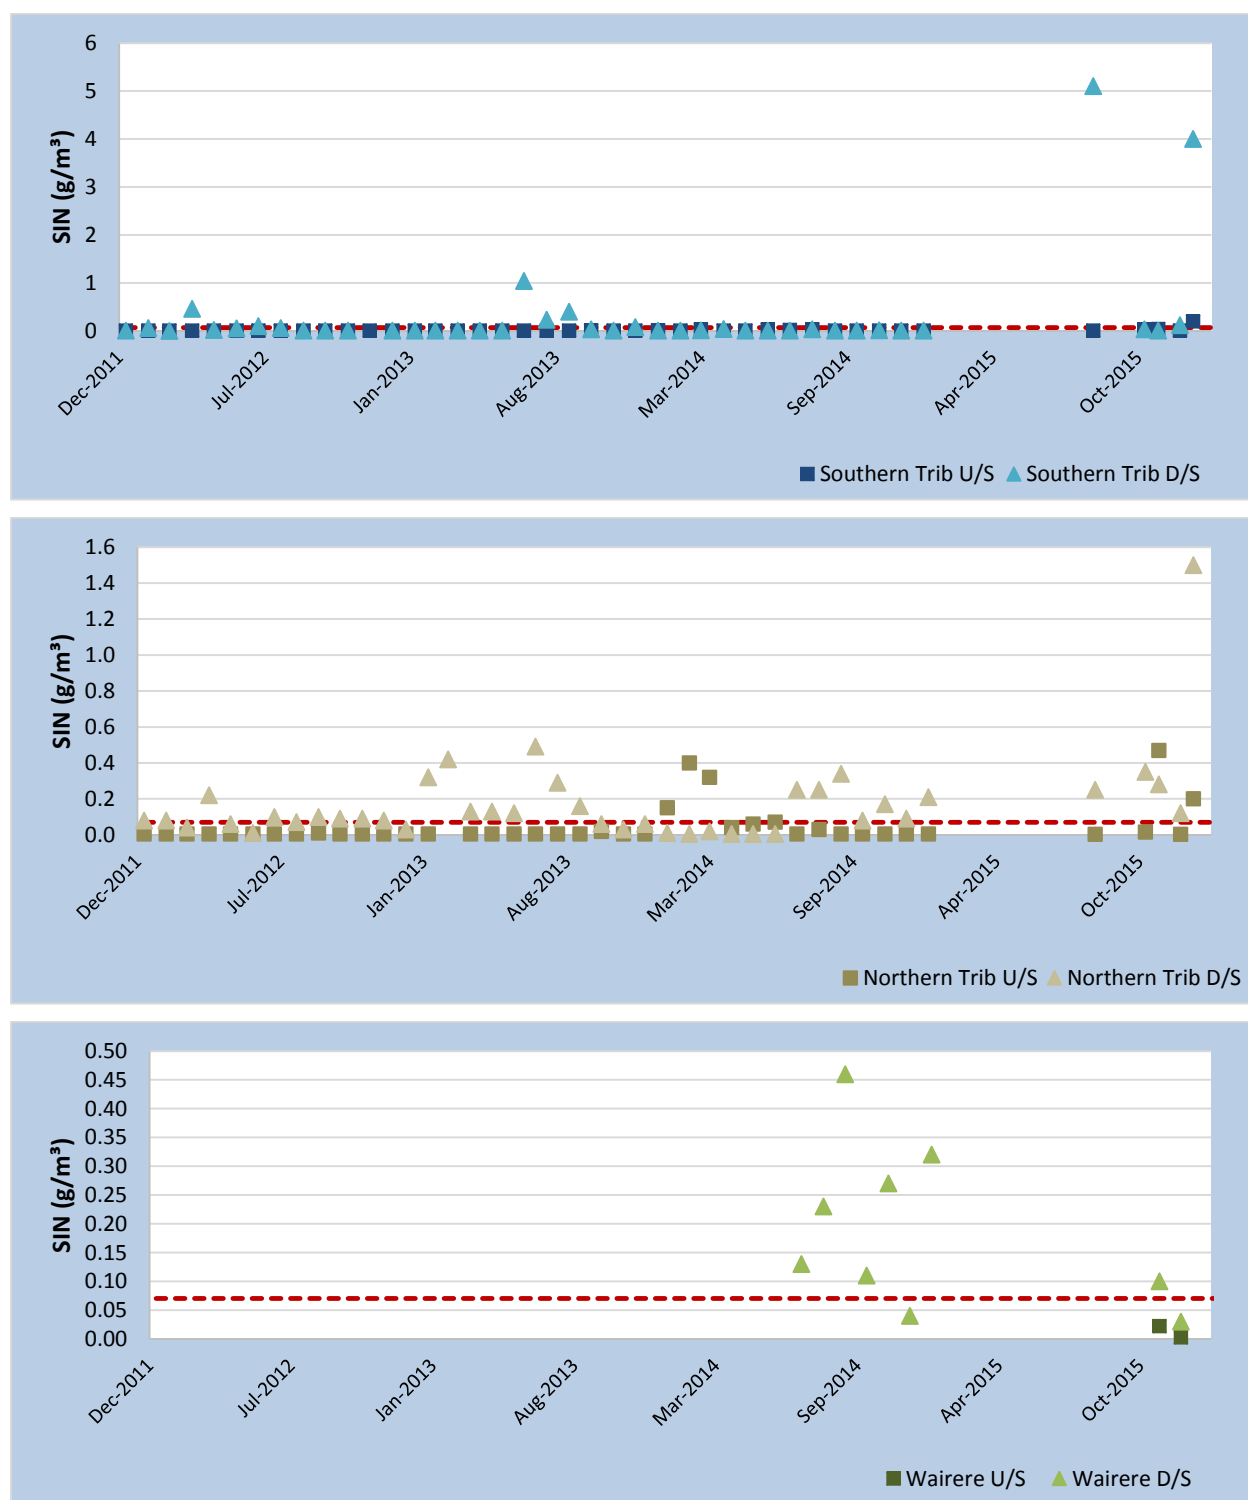 6
5
4
3
2
1
0
SIN (g/m³)
Dec-2011
Jul-2012
Jan-2013
Aug-2013
Mar-2014
Sep-2014
Apr-2015
Oct-2015
Southern Trib U/S Southern Trib D/S
1.6
1.4
1.2
1.0
0.8
0.6
0.4
0.2
0.0
SIN (g/m³)
Dec-2011
Jul-2012
Jan-2013
Aug-2013
Mar-2014
Sep-2014
Apr-2015
Oct-2015
Northern Trib U/S Northern Trib D/S
0.50
0.45
0.40
0.35
0.30
0.25
0.20
0.15
0.10
0.05
0.00
SIN (g/m³)
Dec-2011
Jul-2012
Jan-2013
Aug-2013
Mar-2014
Sep-2014
Apr-2015
Oct-2015
Wairere U/S Wairere D/S